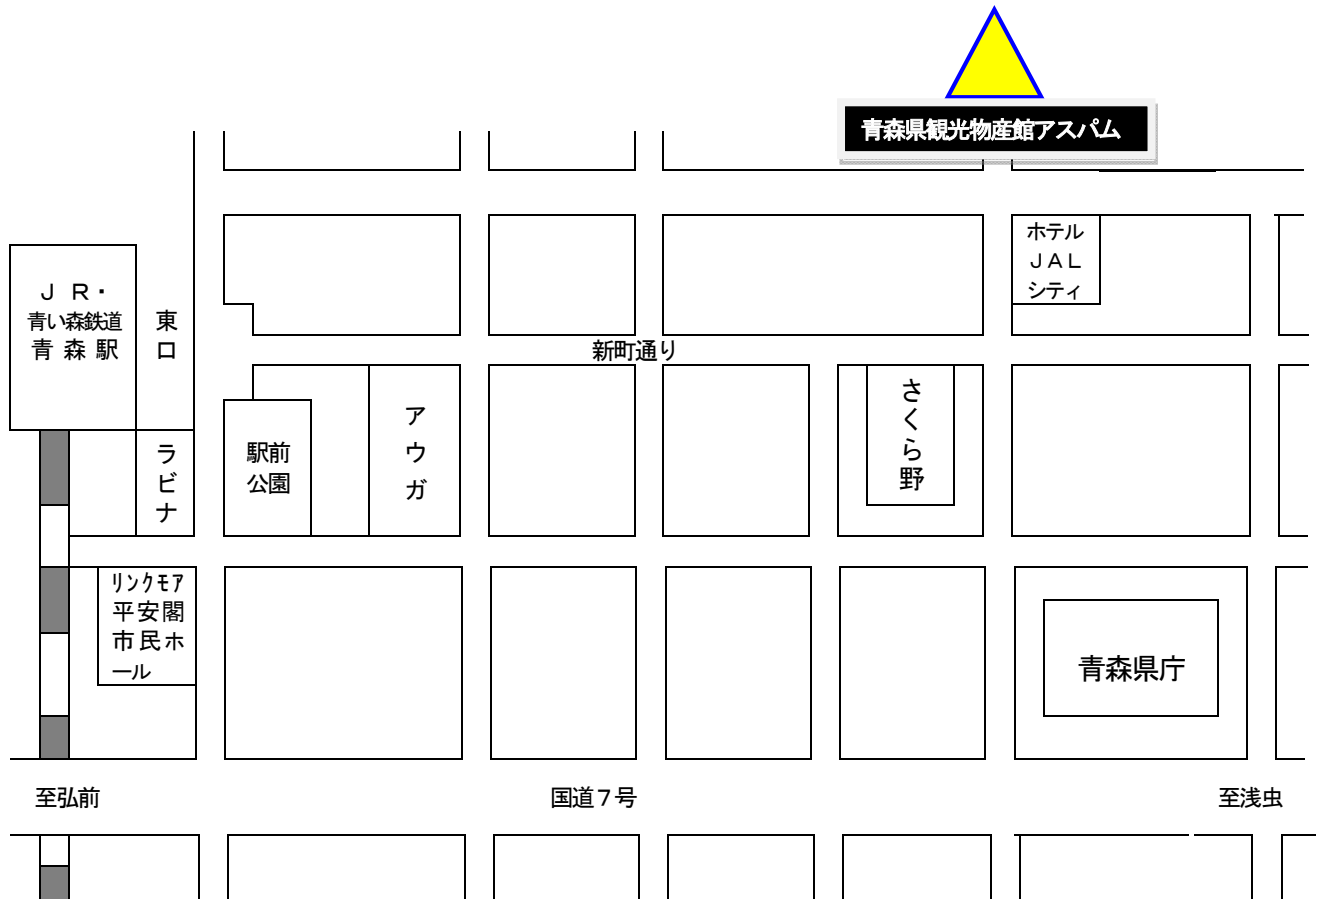 青森県観光物産館アスパム
ホテル
ＪＡＬ
シティ
Ｊ Ｒ・
青い森鉄道
青 森 駅
東
口
新町通り
ア
ウ
ガ
さ
く
ら
野
駅前
公園
ラ
ビ
ナ
ﾘﾝｸﾓｱ
平安閣
市民ホ
ール
青森県庁
至弘前
国道７号
至浅虫